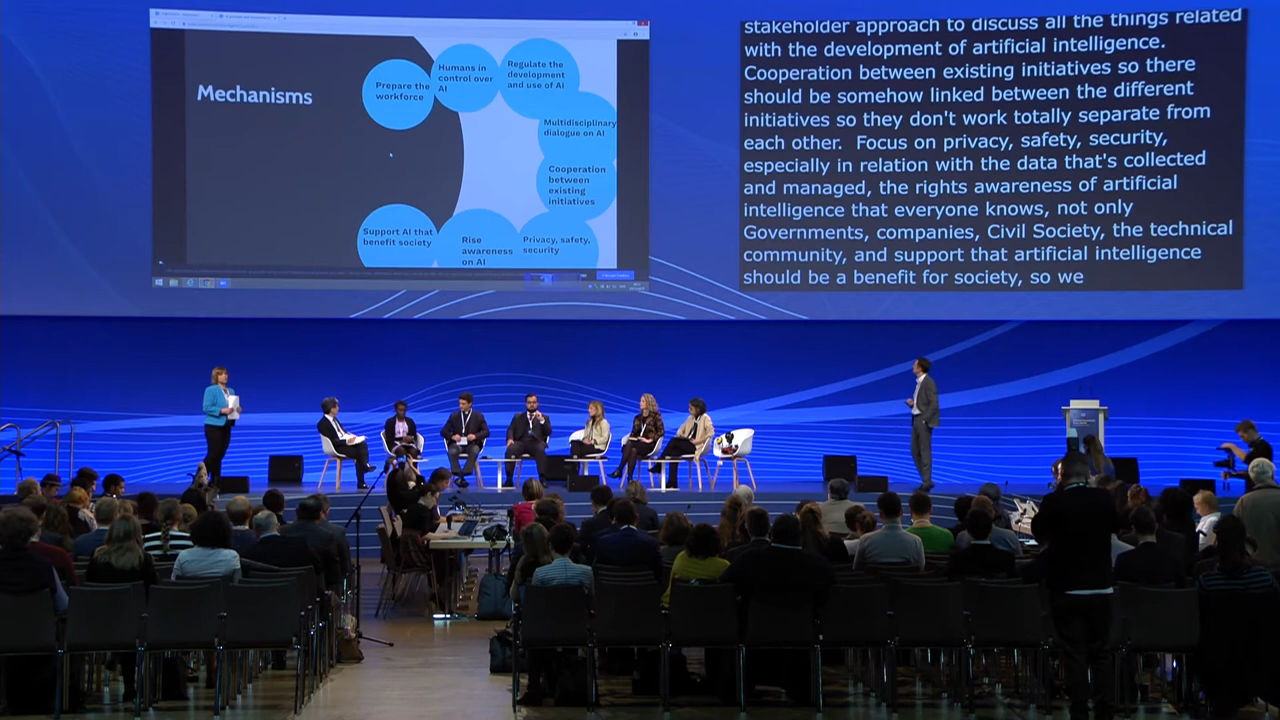 Mechanisms
Prepare the
workforce
Humans in
control over
AI
Regulate the
development
and use of AI
Multidisciplinary
dialogue on AI
Cooperation
between
existing
initiatives
Privacy, safety,
security
Rise
awareness
on AI
Support AI that
benefit society
stakeholder approach to discuss all the things related
with the development of artificial intelligence.
Cooperation between existing initiatives so there
should be somehow linked between the different
initiatives so they don't work totally separate from
each other.  Focus on privacy, safety, security,
especially in relation with the data that's collected
and managed, the rights awareness of artificial
intelligence that everyone knows, not only
Governments, companies, Civil Society, the technical
community, and support that artificial intelligence
should be a benefit for society, so we